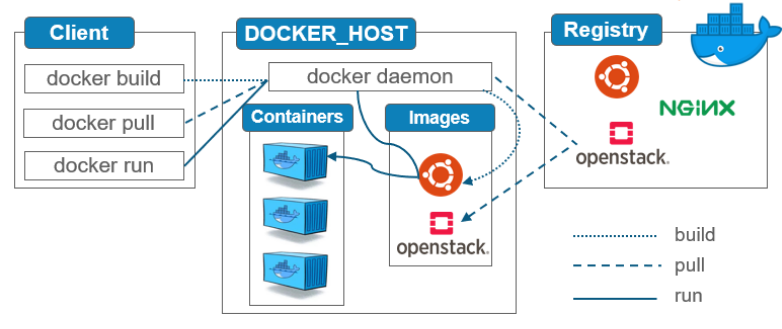 Client
docker build
docker pull
docker run
DOCKER_HOST
docker daemon
Containers
Images
openstack.
Registry
NGINX
openstack.
build
pull
run